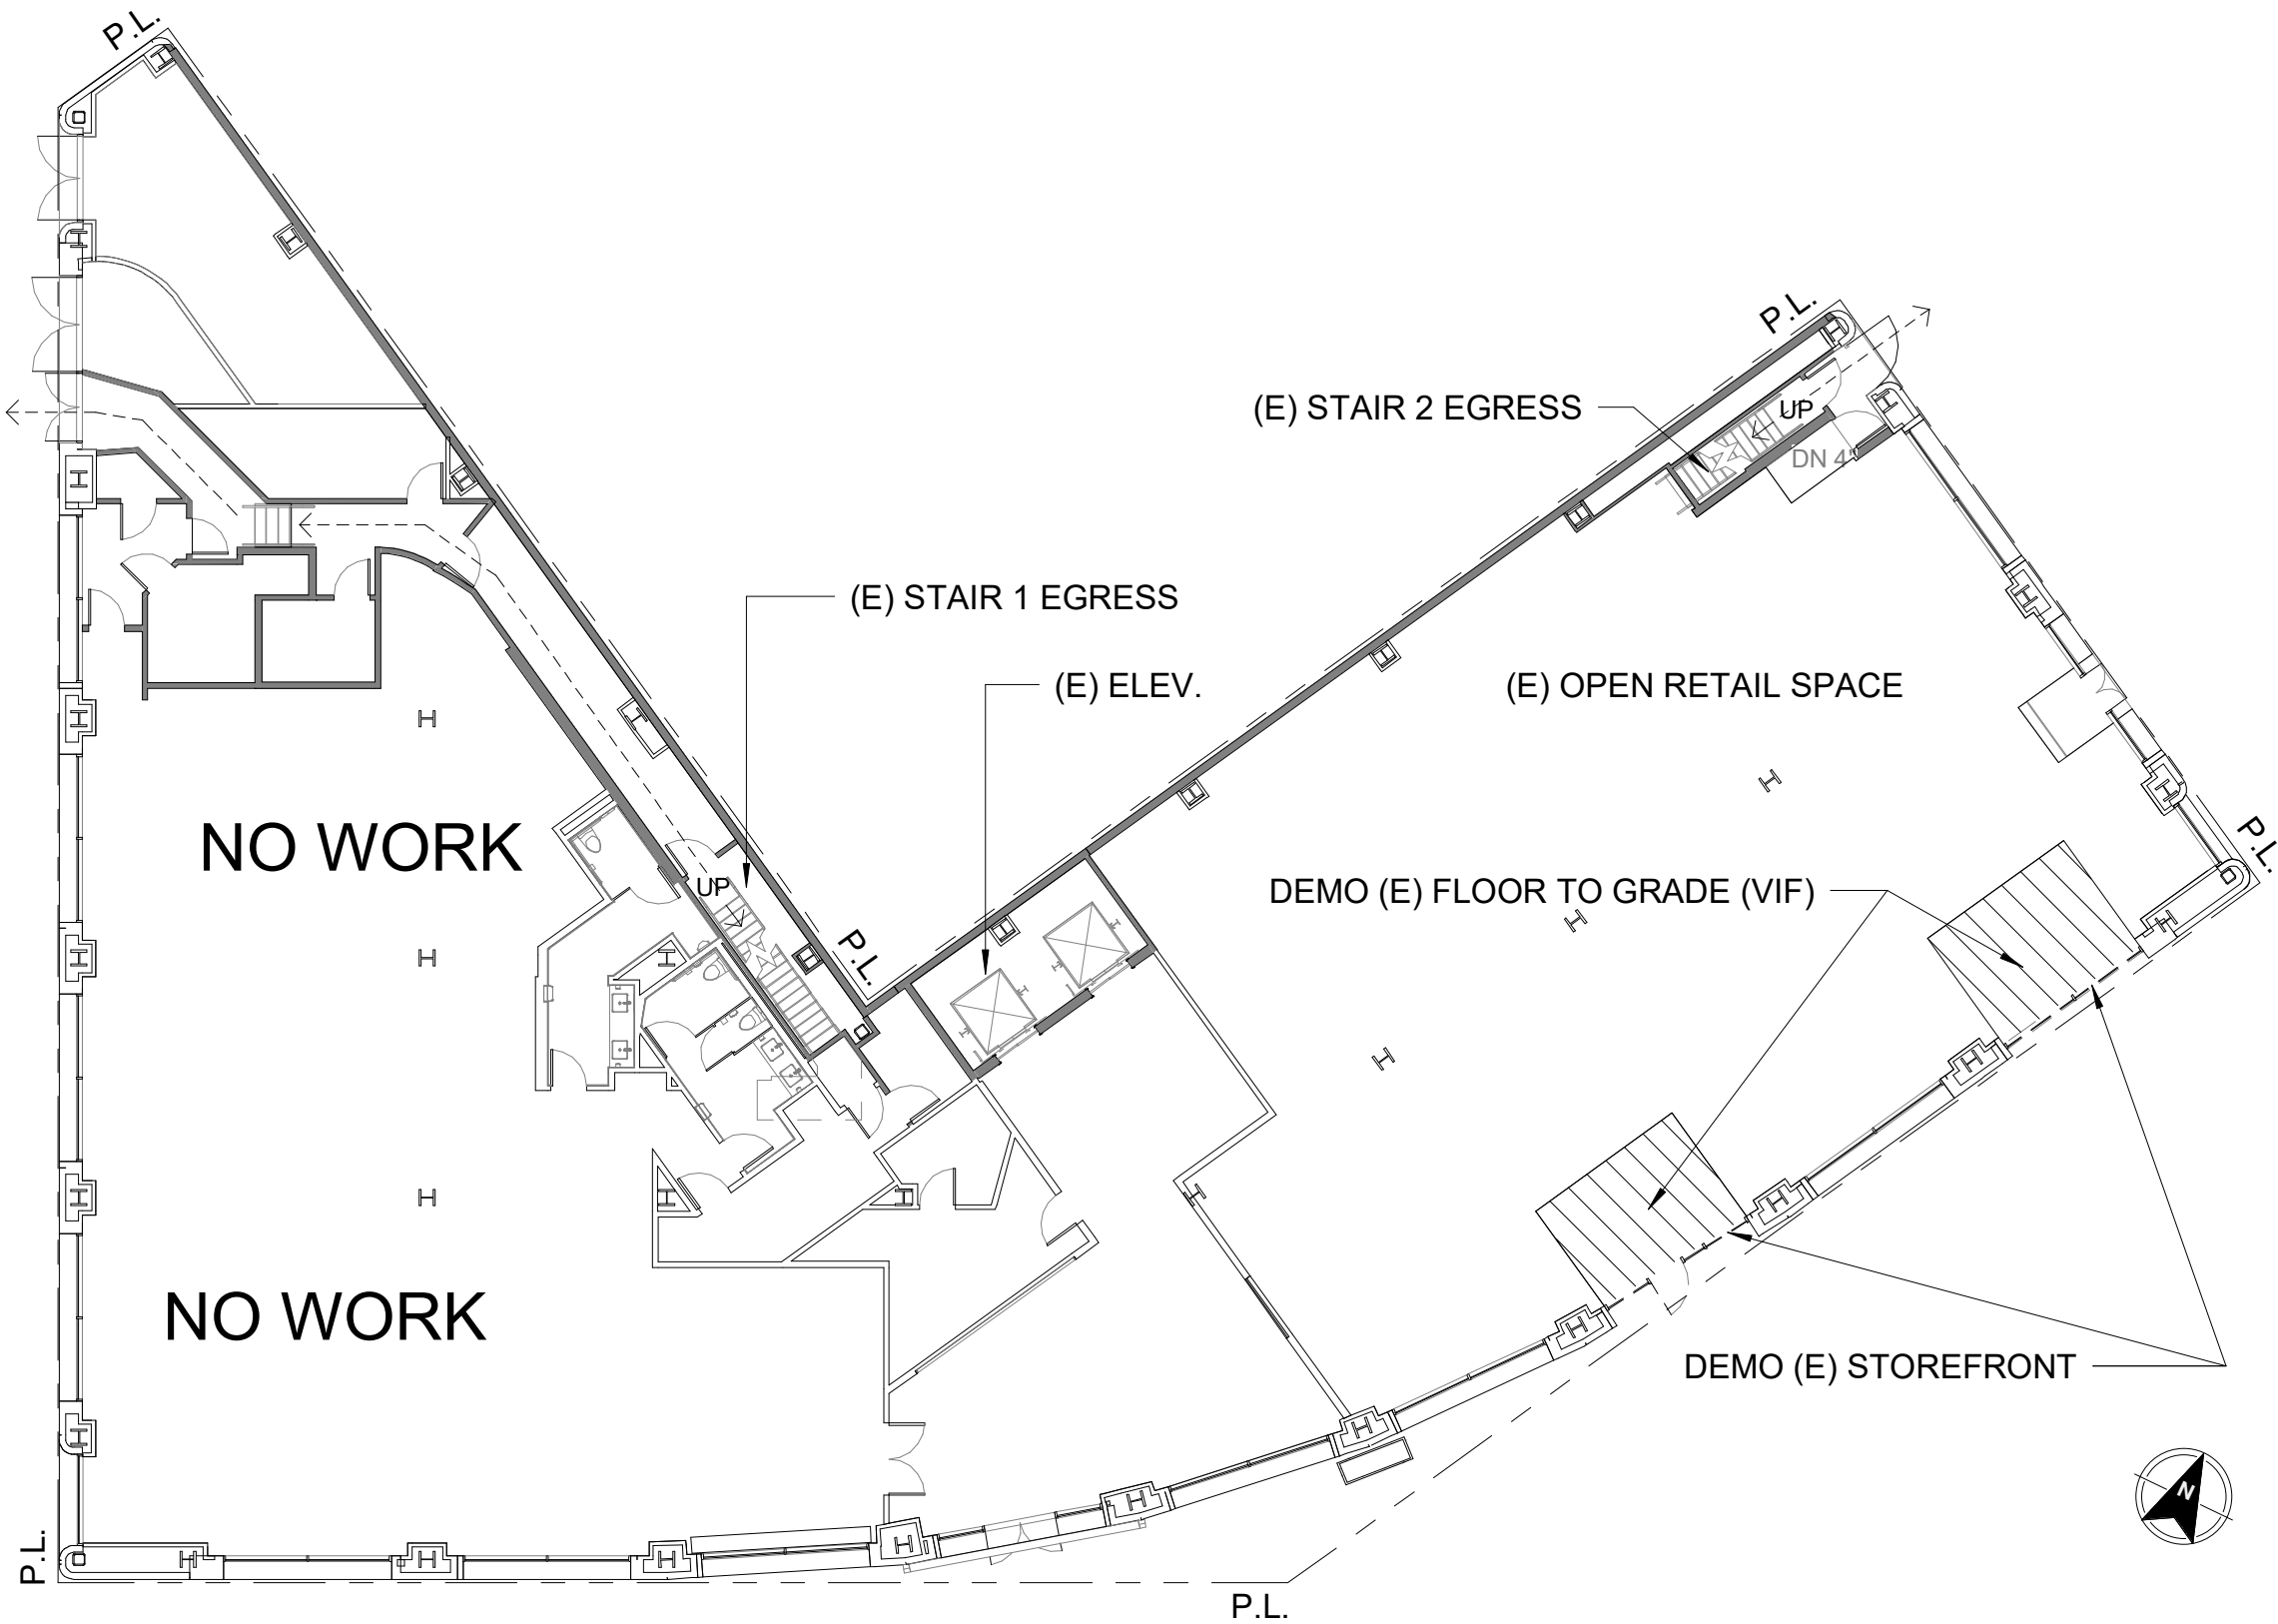 P.L.
P.L.
(E) STAIR 2 EGRESS
UP
DN 4"
(E) STAIR 1 EGRESS
(E) ELEV.
(E) OPEN RETAIL SPACE
NO WORK
P.L.
UP
DEMO (E) FLOOR TO GRADE (VIF)
P.L.
NO WORK
DEMO (E) STOREFRONT
N
P.L.
P.L.